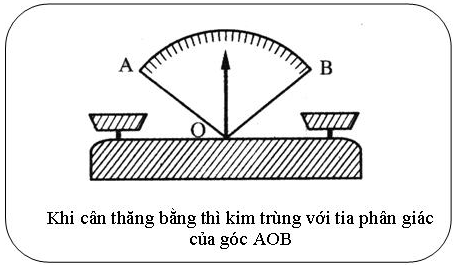 A
B
O
Khi cân thăng bằng thì kim trùng với tia phân giác
của góc AOB